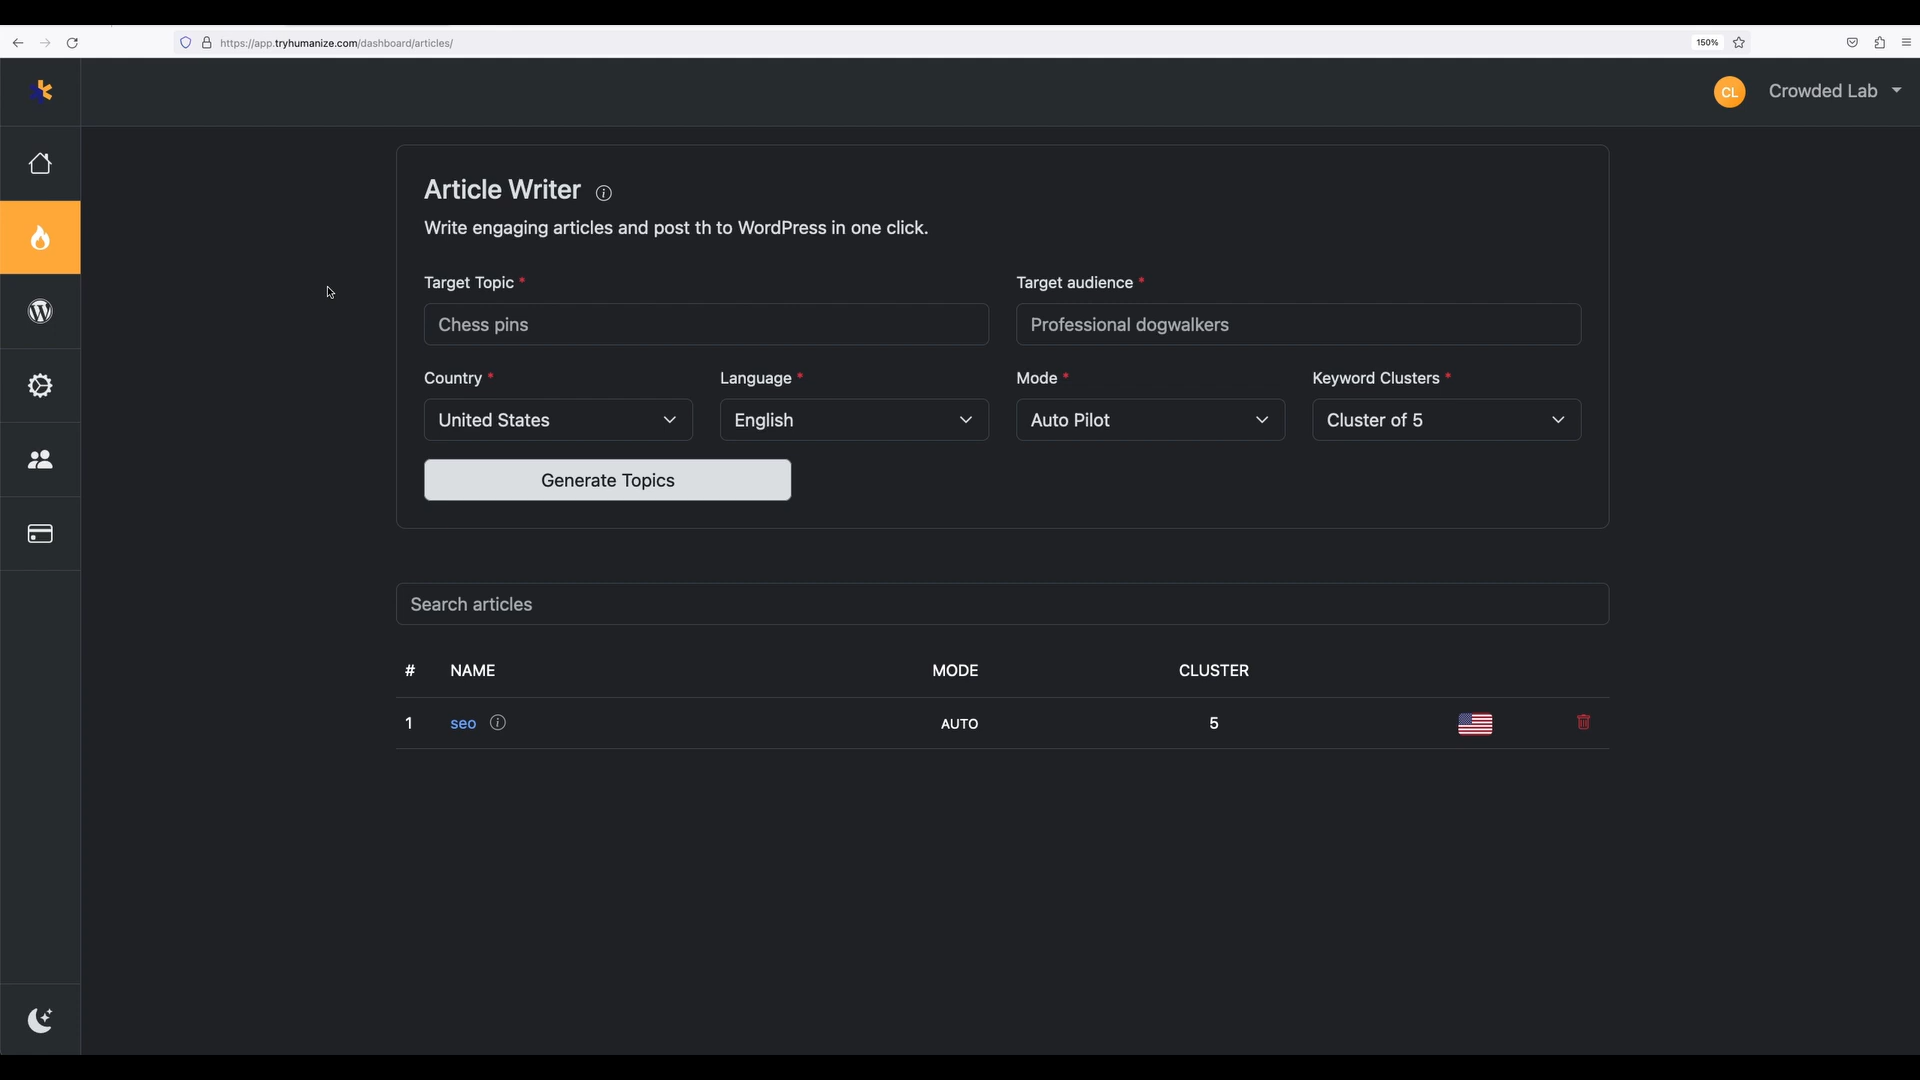 https://app.tryhumanize.com/dashboard/articles/
150%
CL
Crowded Lab
Article Writer
Write engaging articles and post th to WordPress in one click.
Target Topic *
Target audience *
Chess pins
Professional dogwalkers
Country *
Language *
Mode *
Keyword Clusters *
United States
English
Auto Pilot
Cluster of 5
Generate Topics
Search articles
# NAME MODE CLUSTER
1 seo AUTO 5